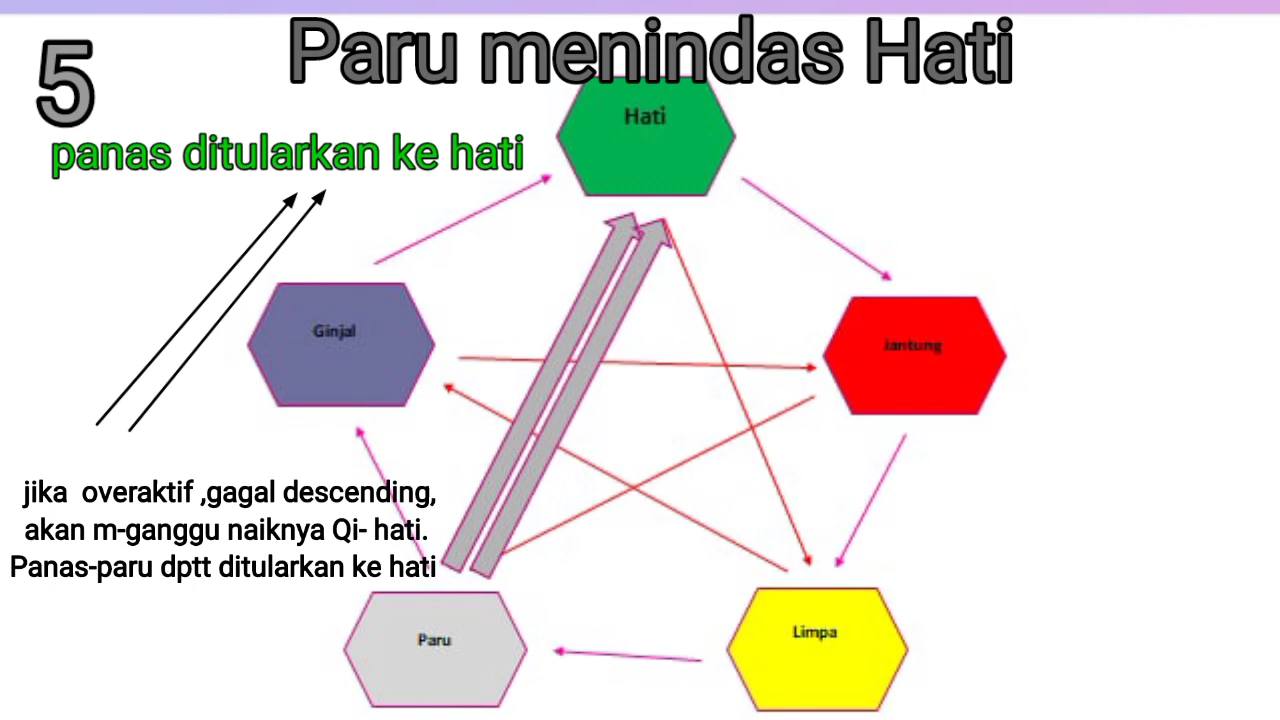 Paru menindas Hati
5
panas ditularkan ke hati
Hati
Ginjal
Jantung
jika overaktif ,gagal descending,
akan m-ganggu naiknya Qi- hati.
Panas-paru dptt ditularkan ke hati
Paru
Limpa